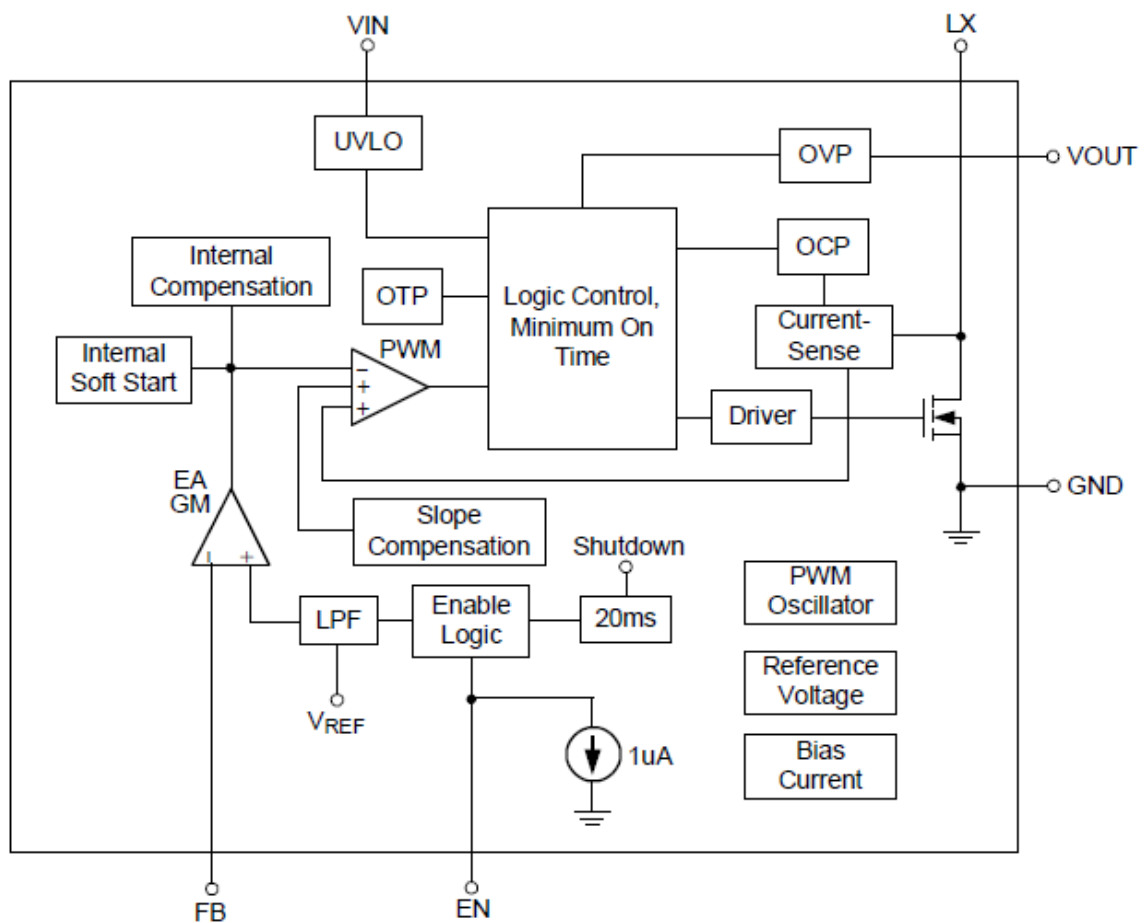 VIN
LX
UVLO
OVP
VOUT
Internal
Compensation
OTP
Logic Control,
Minimum On
Time
OCP
Current-
Sense
Internal
Soft Start
PWM
Driver
EA
GM
GND
Slope
Compensation
Shutdown
PWM
Oscillator
LPF
Enable
Logic
20ms
VREF
Reference
Voltage
1uA
Bias
Current
FB
EN